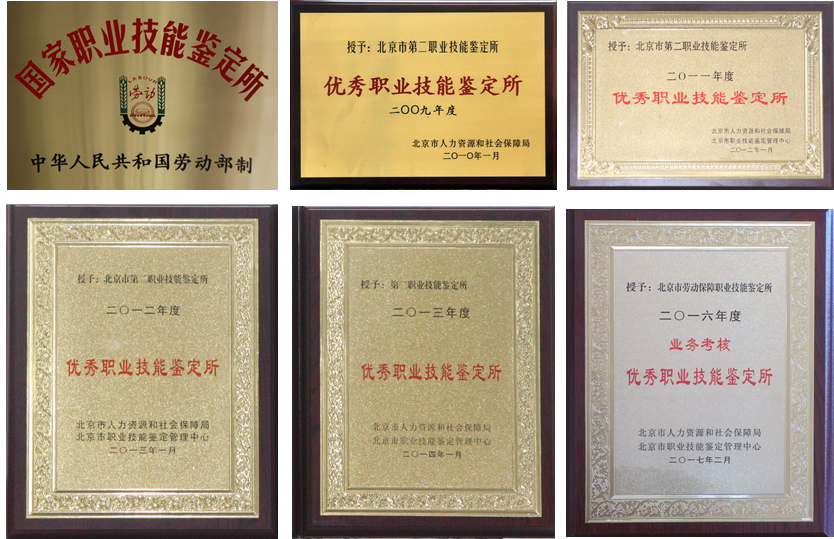 国家职业技能鉴定所
LABOUR
劳动
中华人民共和国劳动部制
授予：北京市第二职业技能鉴定所
优秀职业技能鉴定所
二〇〇九年度
北京市人力资源和社会保障局
二〇一〇年一月
授予：北京市第二职业技能鉴定所
二〇一一年度
优秀职业技能鉴定所
北京市人力资源和社会保障局
北京市职业技能鉴定管理中心
二〇一二年一月
授予：北京市第二职业技能鉴定所
二〇一二年度
优秀职业技能鉴定所
北京市人力资源和社会保障局
北京市职业技能鉴定管理中心
二〇一三年一月
授予：第二职业技能鉴定所
二〇一三年度
优秀职业技能鉴定所
北京市人力资源和社会保障局
北京市职业技能鉴定管理中心
二〇一四年一月
授予：北京市劳动保障职业技能鉴定所
二〇一六年度
业务考核
优秀职业技能鉴定所
北京市人力资源和社会保障局
北京市职业技能鉴定管理中心
二〇一七年二月